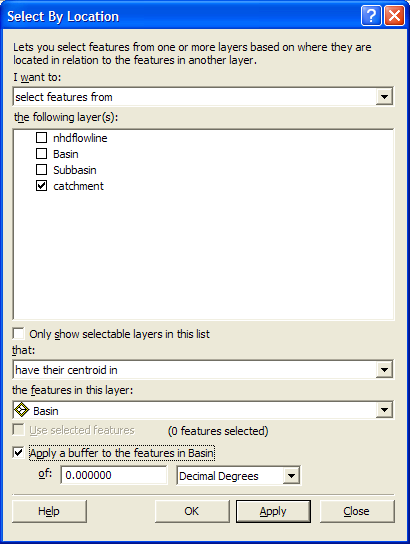 Select By Location
Lets you select features from one or more layers based on where they are
located in relation to the features in another layer.
I want to:
select features from
the following layer(s):
nhdflowline
Basin
Subbasin
catchment
Only show selectable layers in this list
that:
have their centroid in
the features in this layer:
Basin
Use selected features (0 features selected)
Apply a buffer to the features in Basin
of: 0.000000 Decimal Degrees
Help OK Apply Close